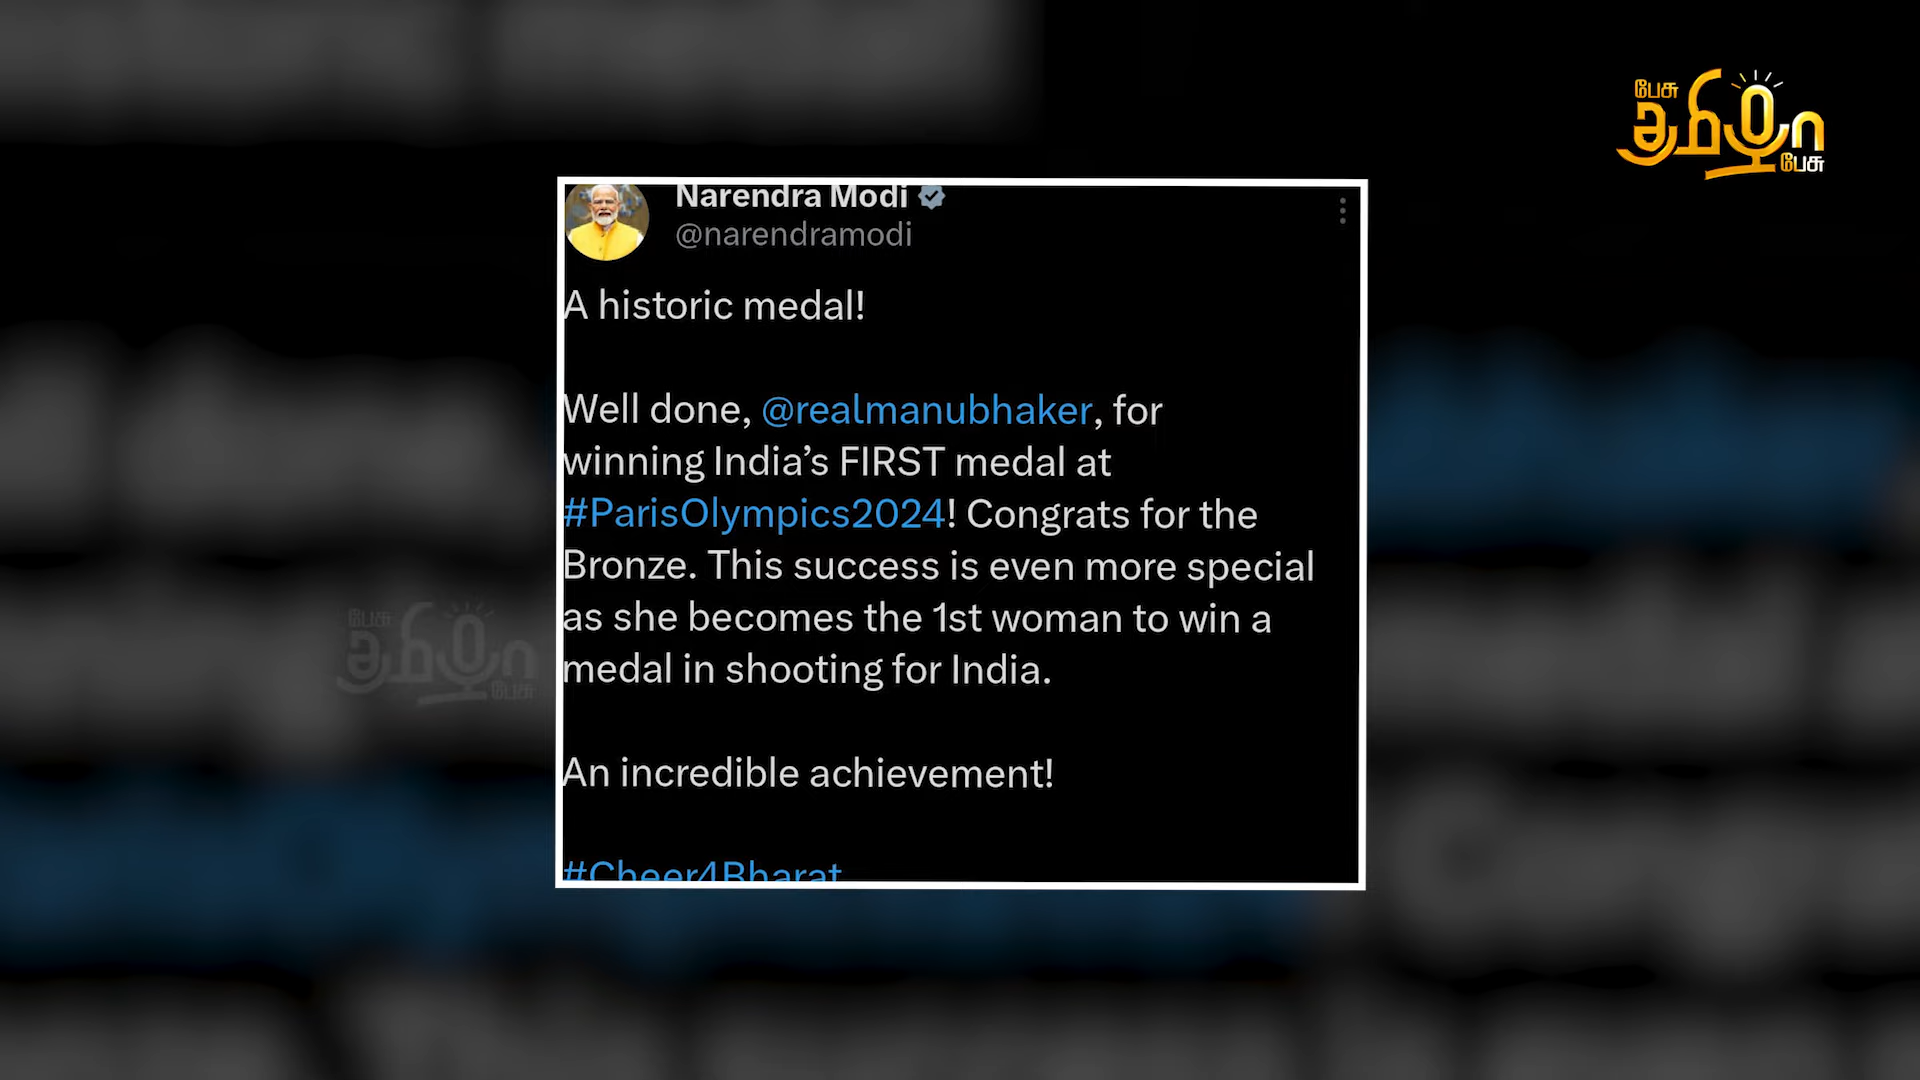 பேசு
தமிழா
பேசு
Narendra Modi
@narendramodi
A historic medal!
Well done, @realmanubhaker, for
winning India's FIRST medal at
#ParisOlympics2024! Congrats for the
Bronze. This success is even more special
as she becomes the 1st woman to win a
medal in shooting for India.
An incredible achievement!
#Cheer4Bharat
பேசு
தமிழா
பேசு